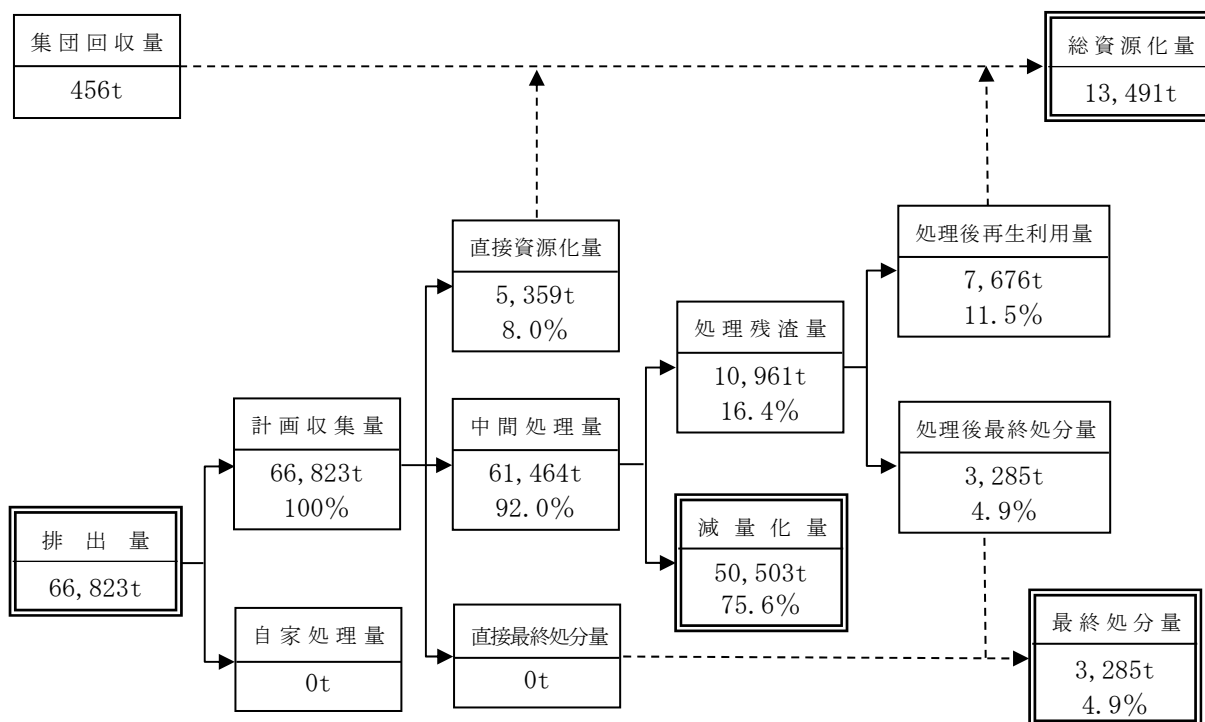 集団回収量
456t
総資源化量
13,491t
直接資源化量
5,359t
8.0%
処理後再生利用量
7,676t
11.5%
処理残渣量
10,961t
16.4%
計画収集量
66,823t
100%
中間処理量
61,464t
92.0%
処理後最終処分量
3,285t
4.9%
排出量
66,823t
減量化量
50,503t
75.6%
自家処理量
0t
直接最終処分量
0t
最終処分量
3,285t
4.9%